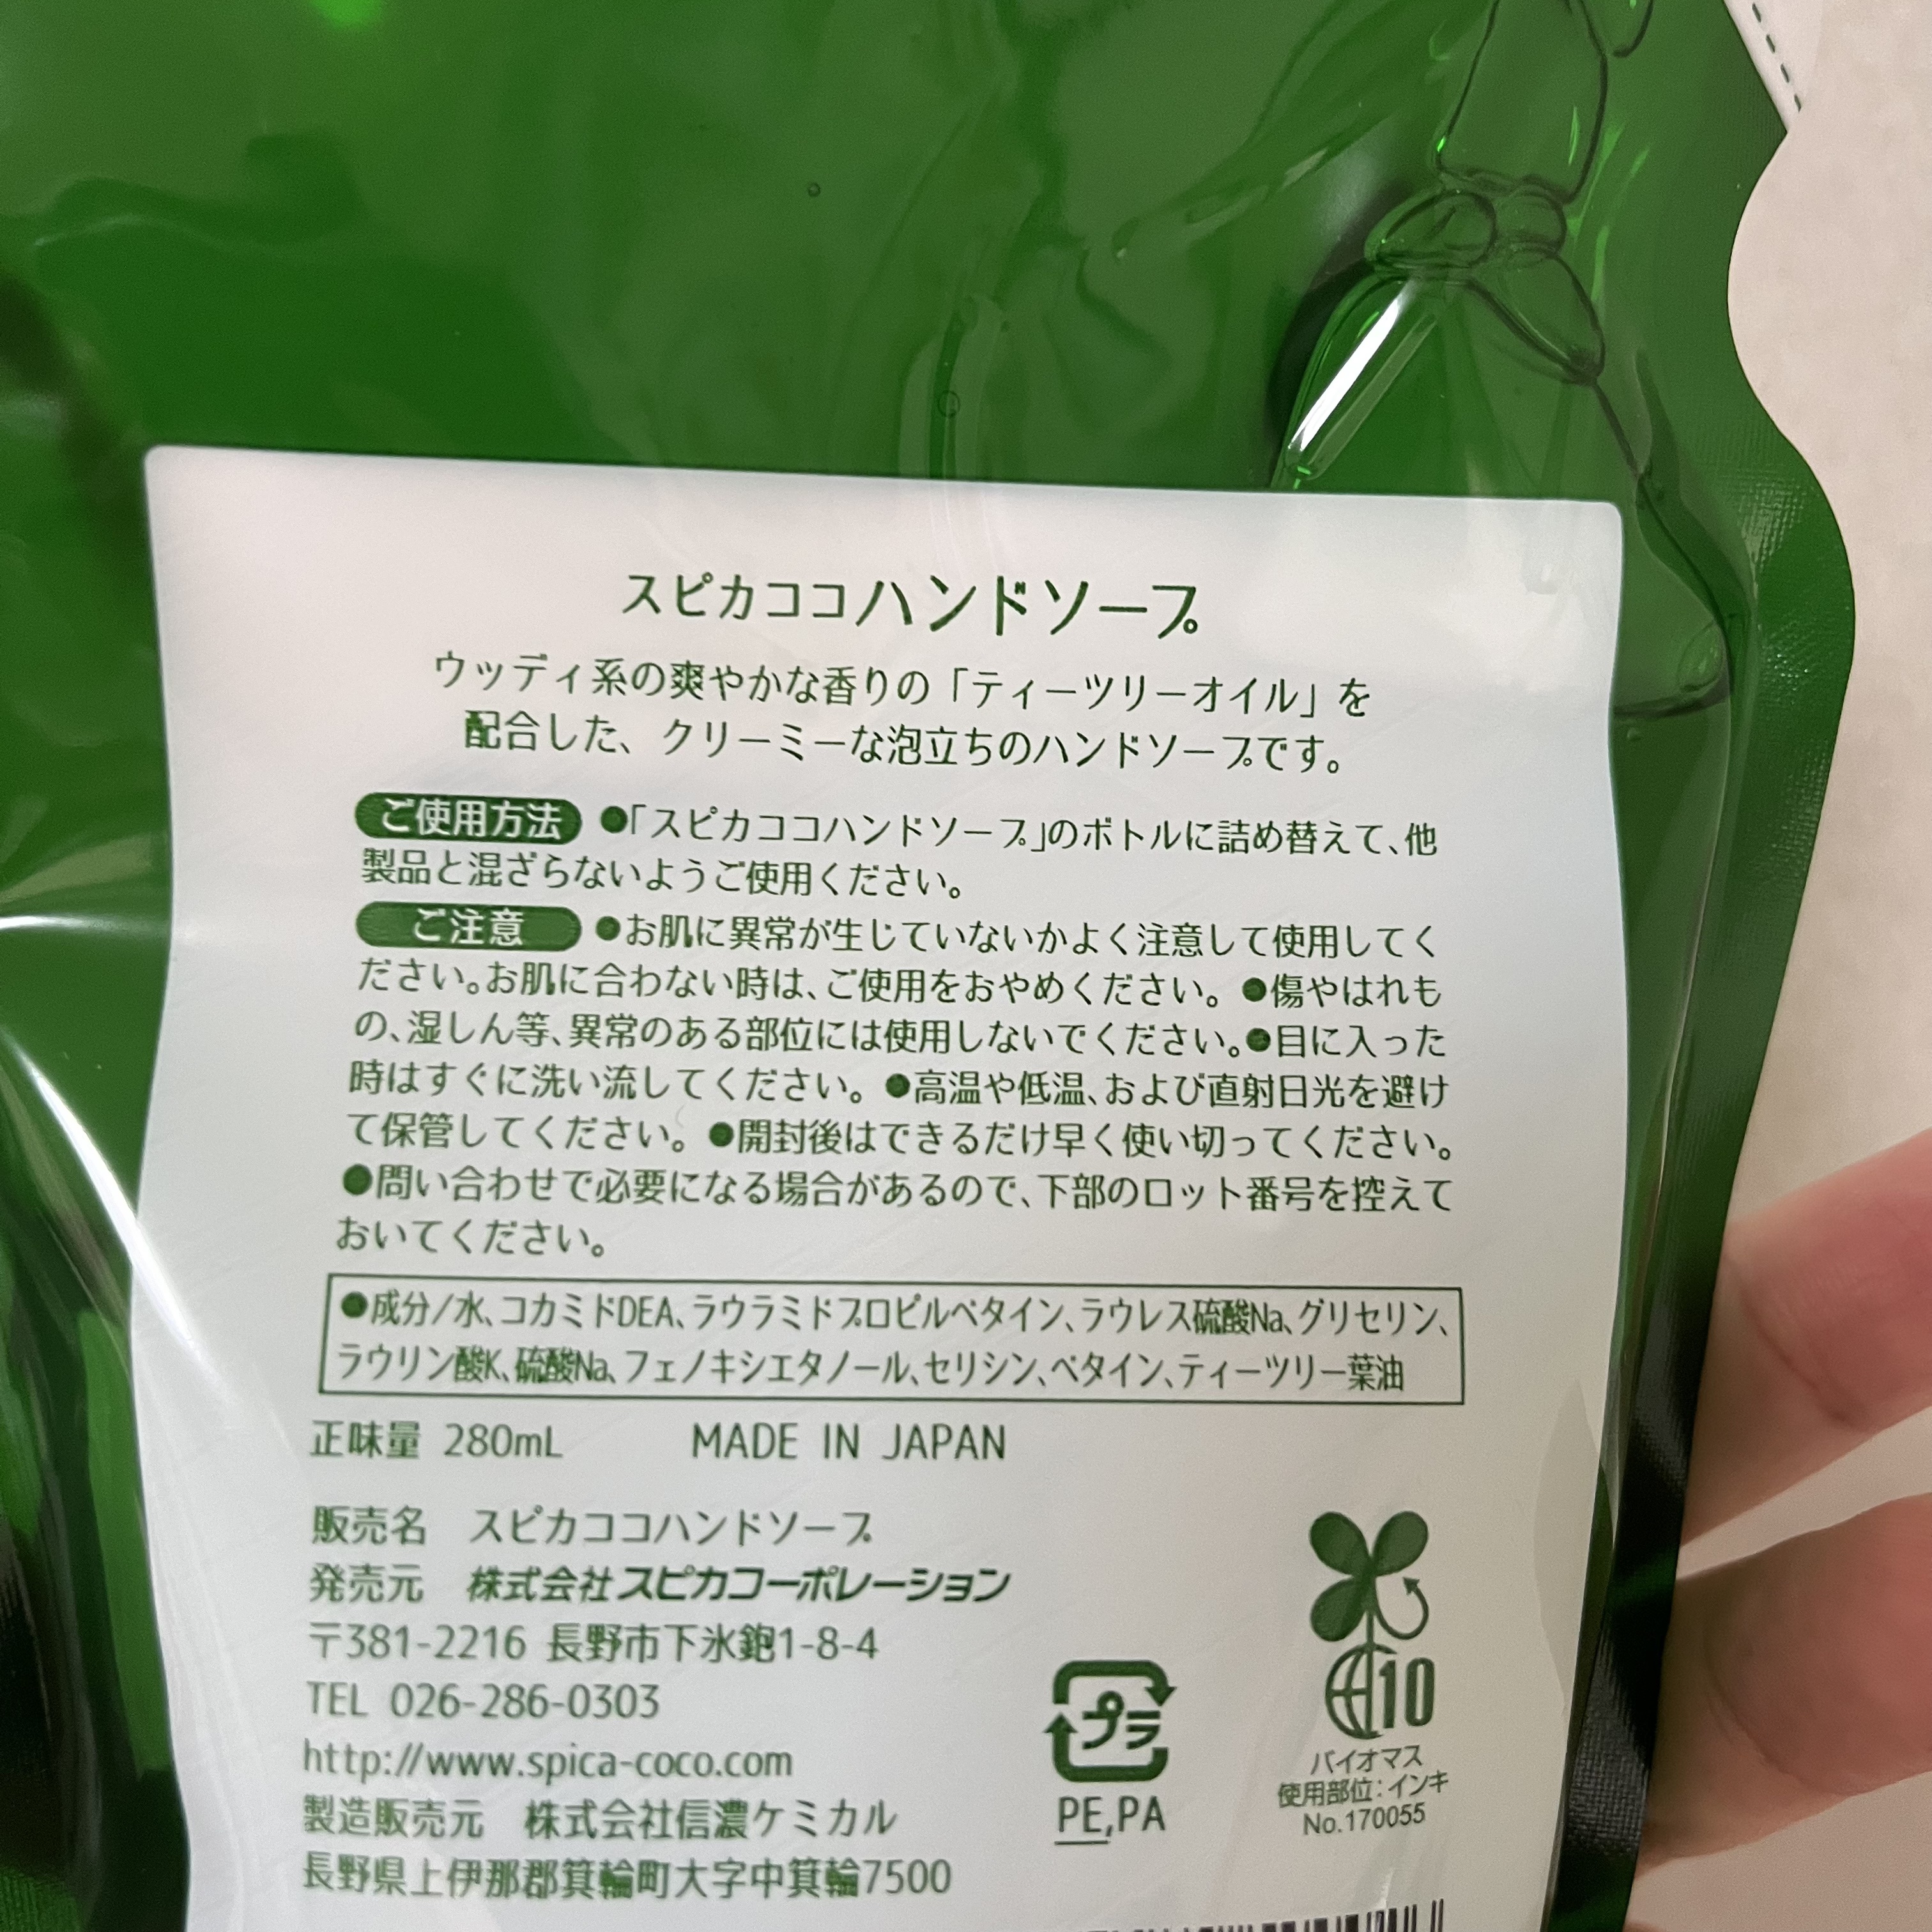 スピカココハンドソープ
ウッディ系の爽やかな香りの「ティーツリーオイル」を
配合した、クリーミーな泡立ちのハンドソープです。
ご使用方法 ●「スピカココハンドソープ」のボトルに詰め替えて、他
製品と混ざらないようご使用ください。
ご注意 ●お肌に異常が生じていないかよく注意して使用してく
ださい。お肌に合わない時は、ご使用をおやめください。●傷やはれも
の、湿しん等、異常のある部位には使用しないでください。●目に入った
時はすぐに洗い流してください。●高温や低温、および直射日光を避け
て保管してください。●開封後はできるだけ早く使い切ってください。
●問い合わせで必要になる場合があるので、下部のロット番号を控えて
おいてください。
●成分/水、コカミドDEA、ラウラミドプロピルベタイン、ラウレス硫酸Na、グリセリン、
ラウリン酸K、硫酸Na、フェノキシエタノール、セリシン、ベタイン、ティーツリー葉油
正味量 280mL MADE IN JAPAN
販売名 スピカココハンドソープ
発売元 株式会社スピカコーポレーション
〒381-2216 長野市下氷鉋1-8-4
TEL 026-286-0303
http://www.spica-coco.com
製造販売元 株式会社信濃ケミカル
長野県上伊那郡箕輪町大字中箕輪7500
プラ
PE,PA
10
バイオマス
使用部位:インキ
No.170055